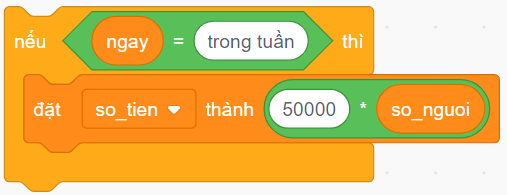 nếu ngay = trong tuần thì
đặt so_tien thành 50000 * so_nguoi